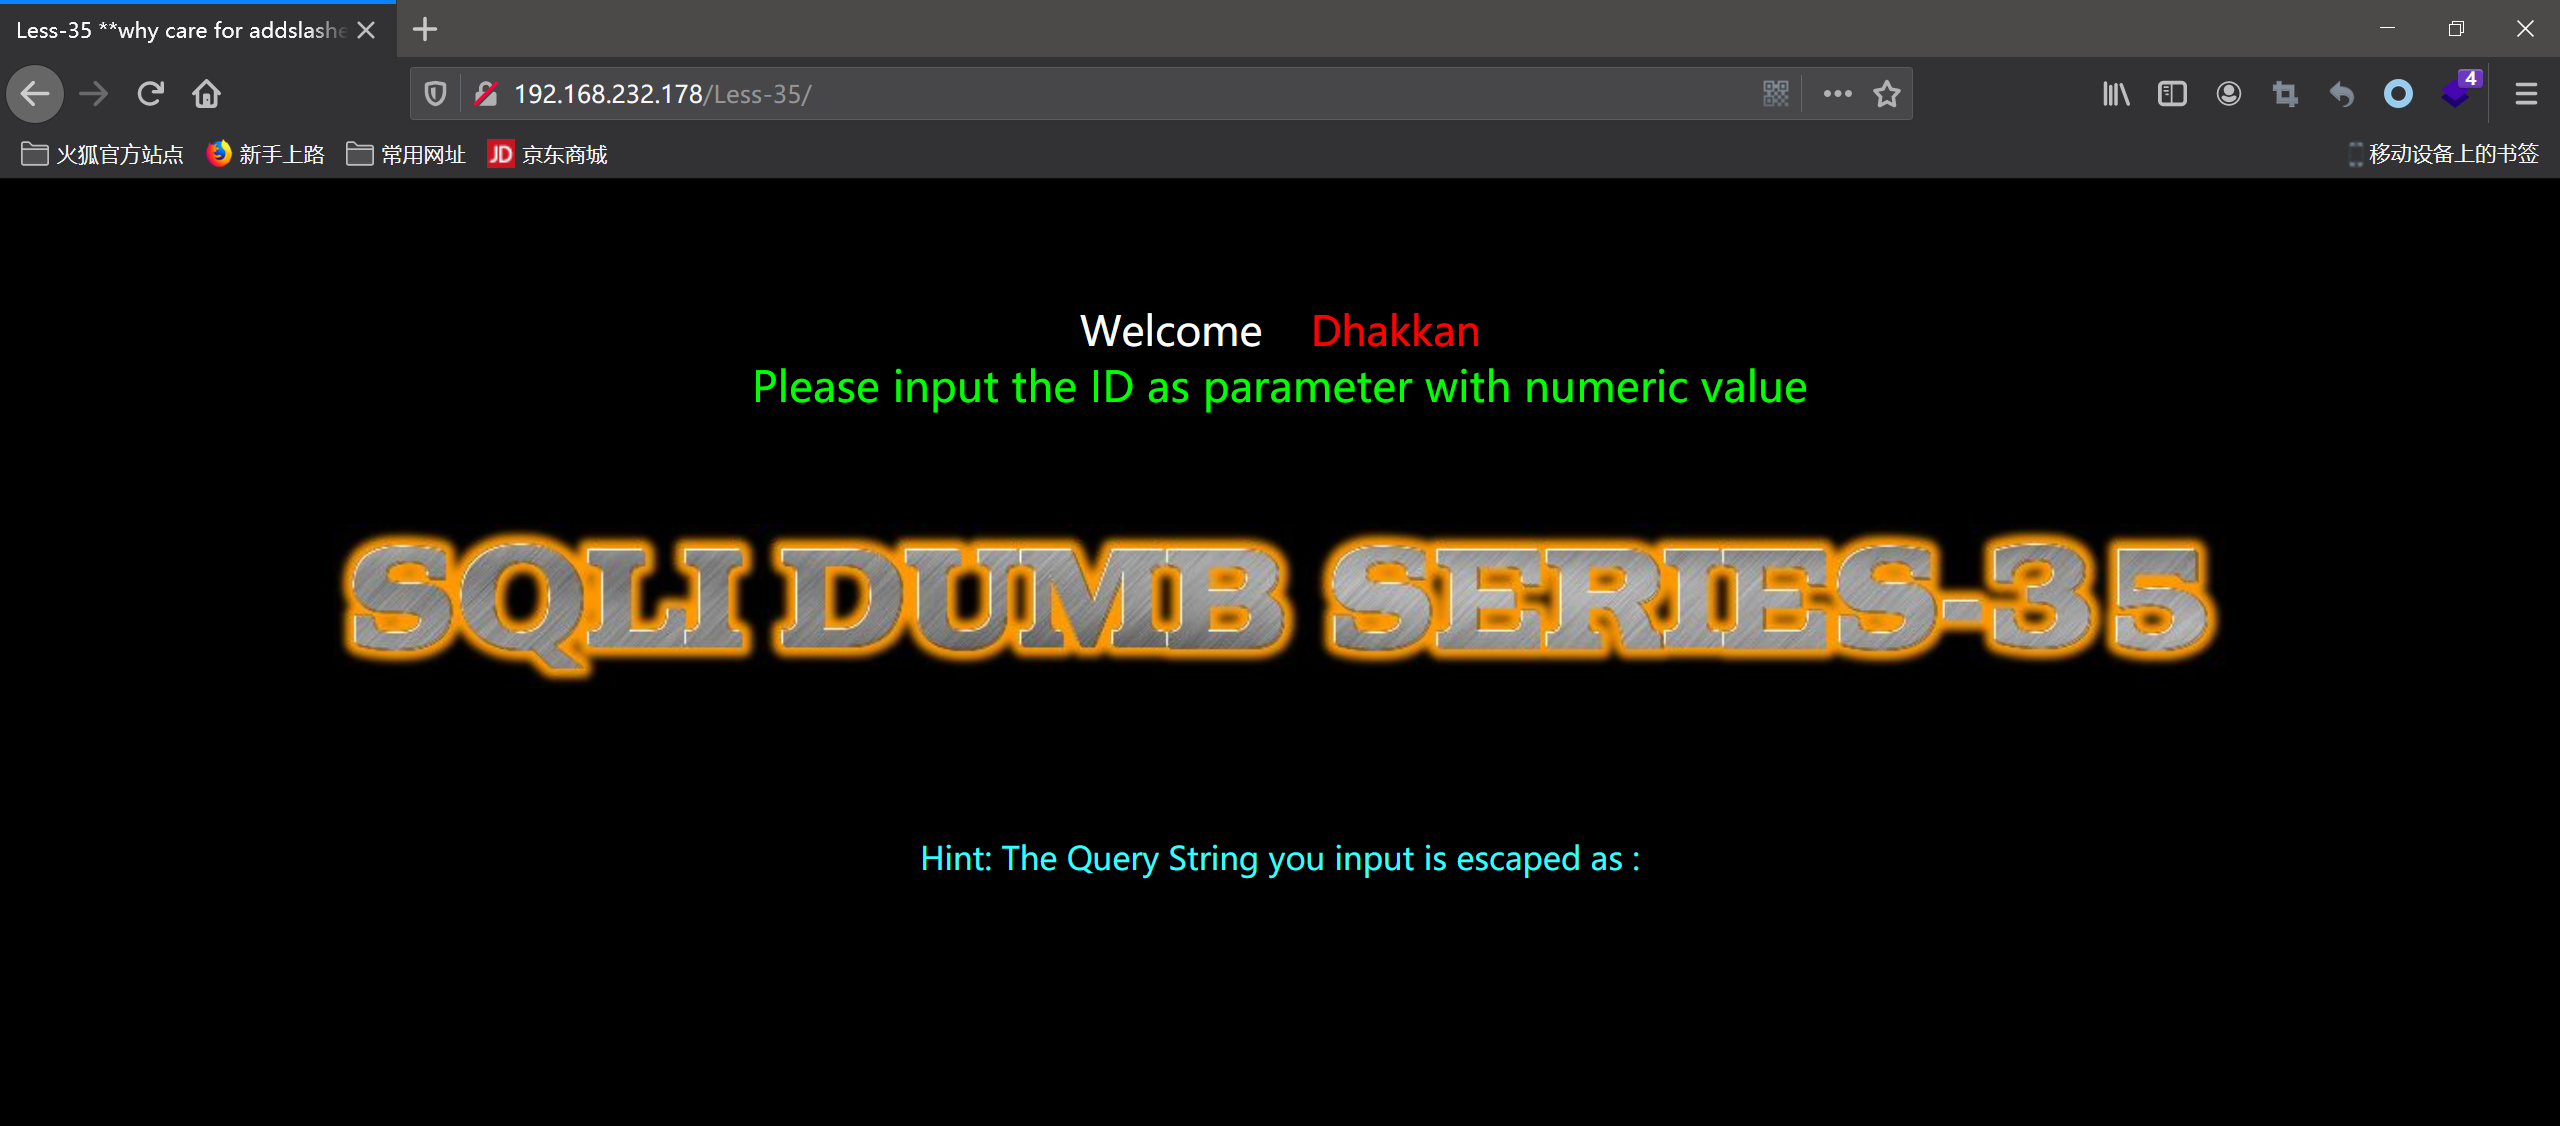 Less-35 **why care for addslashe
192.168.232.178/Less-35/
4
火狐官方站点 新手上路 常用网址 JD 京东商城 移动设备上的书签
Welcome Dhakkan
Please input the ID as parameter with numeric value
SQLI DUMB SERIES-35
Hint: The Query String you input is escaped as :